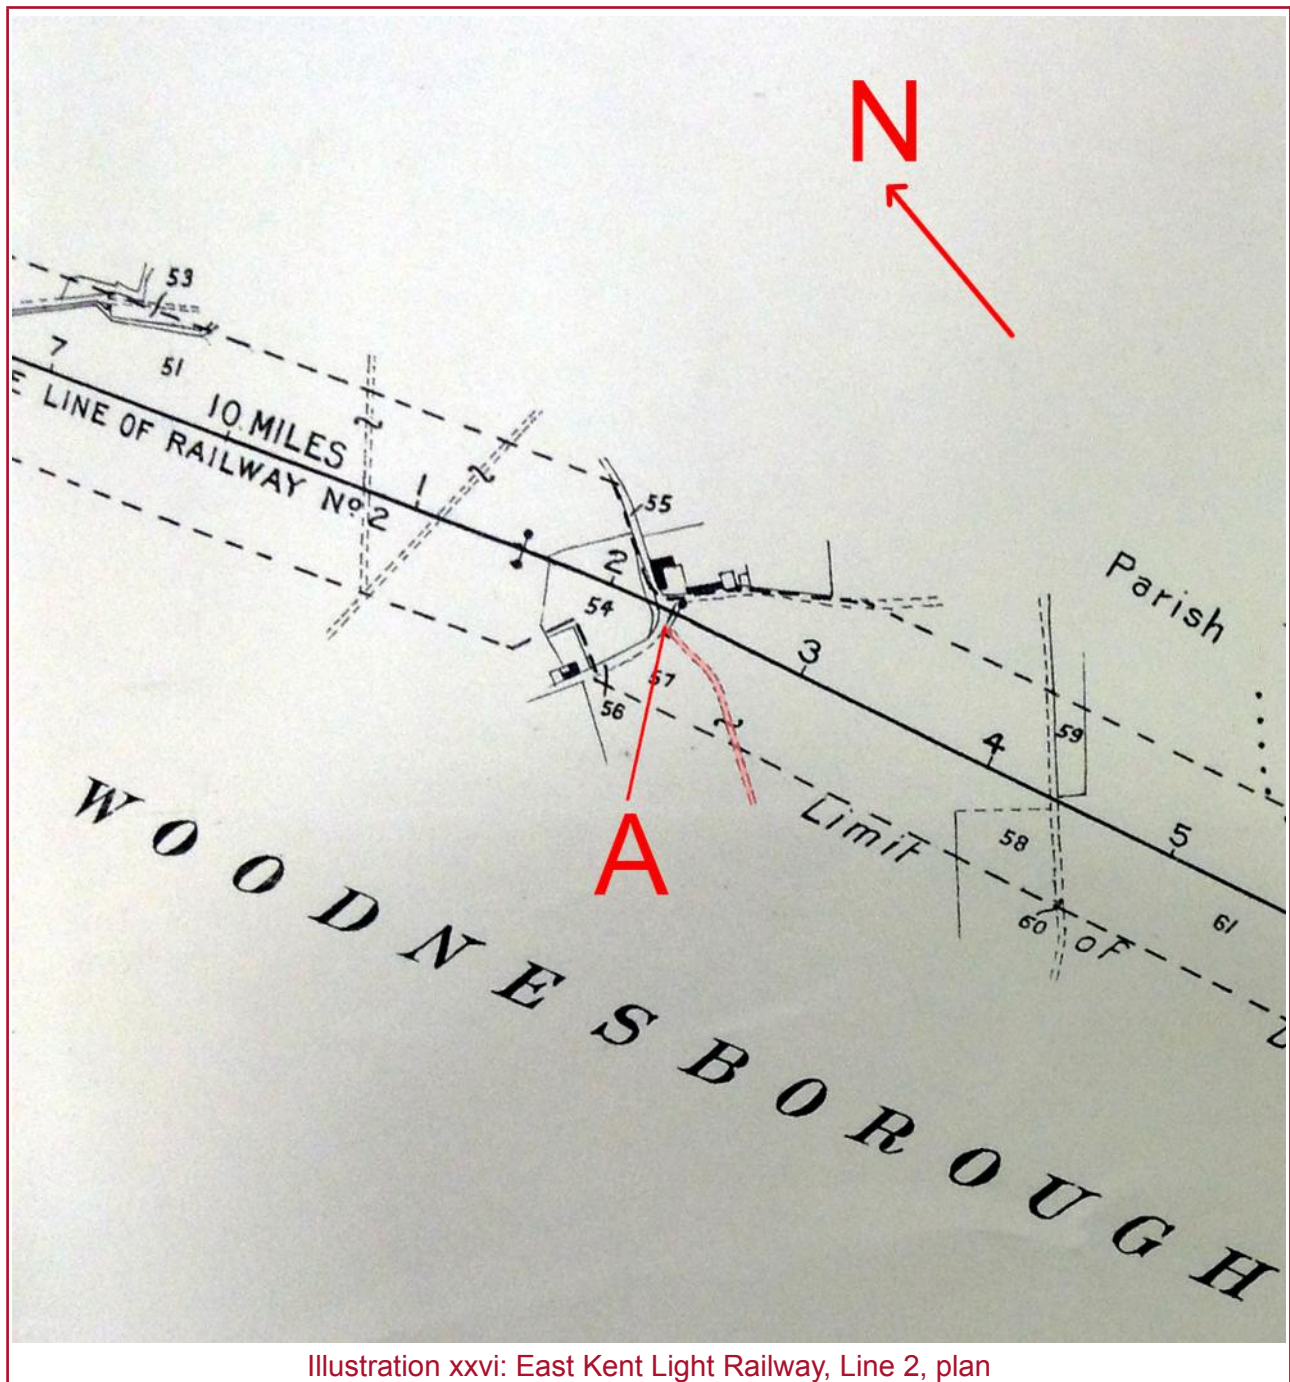 N
53
7
51
10 MILES
E LINE OF RAILWAY Nº 2
1
55
2
54
Parish
3
57
56
A
4
59
Limit
58
5
60
OF
61
WOODNESBOROUGH
Illustration xxvi: East Kent Light Railway, Line 2, plan